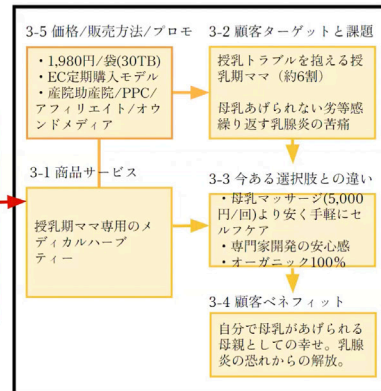 3-5 価格/販売方法/プロモ
・1,980円/袋(30TB)
・EC定期購入モデル
・産院助産院/PPC/
アフィリエイト/オウ
ンドメディア
3-2 顧客ターゲットと課題
授乳トラブルを抱える授
乳期ママ（約6割）
母乳あげられない劣等感
繰り返す乳腺炎の苦痛
3-1 商品サービス
授乳期ママ専用のメ
ディカルハーブ
ティー
3-3 今ある選択肢との違い
・母乳マッサージ(5,000
円/回)より安く手軽にセ
ルフケア
・専門家開発の安心感
・オーガニック100%
3-4 顧客ベネフィット
自分で母乳があげられる
母親としての幸せ。乳腺
炎の恐れからの解放。